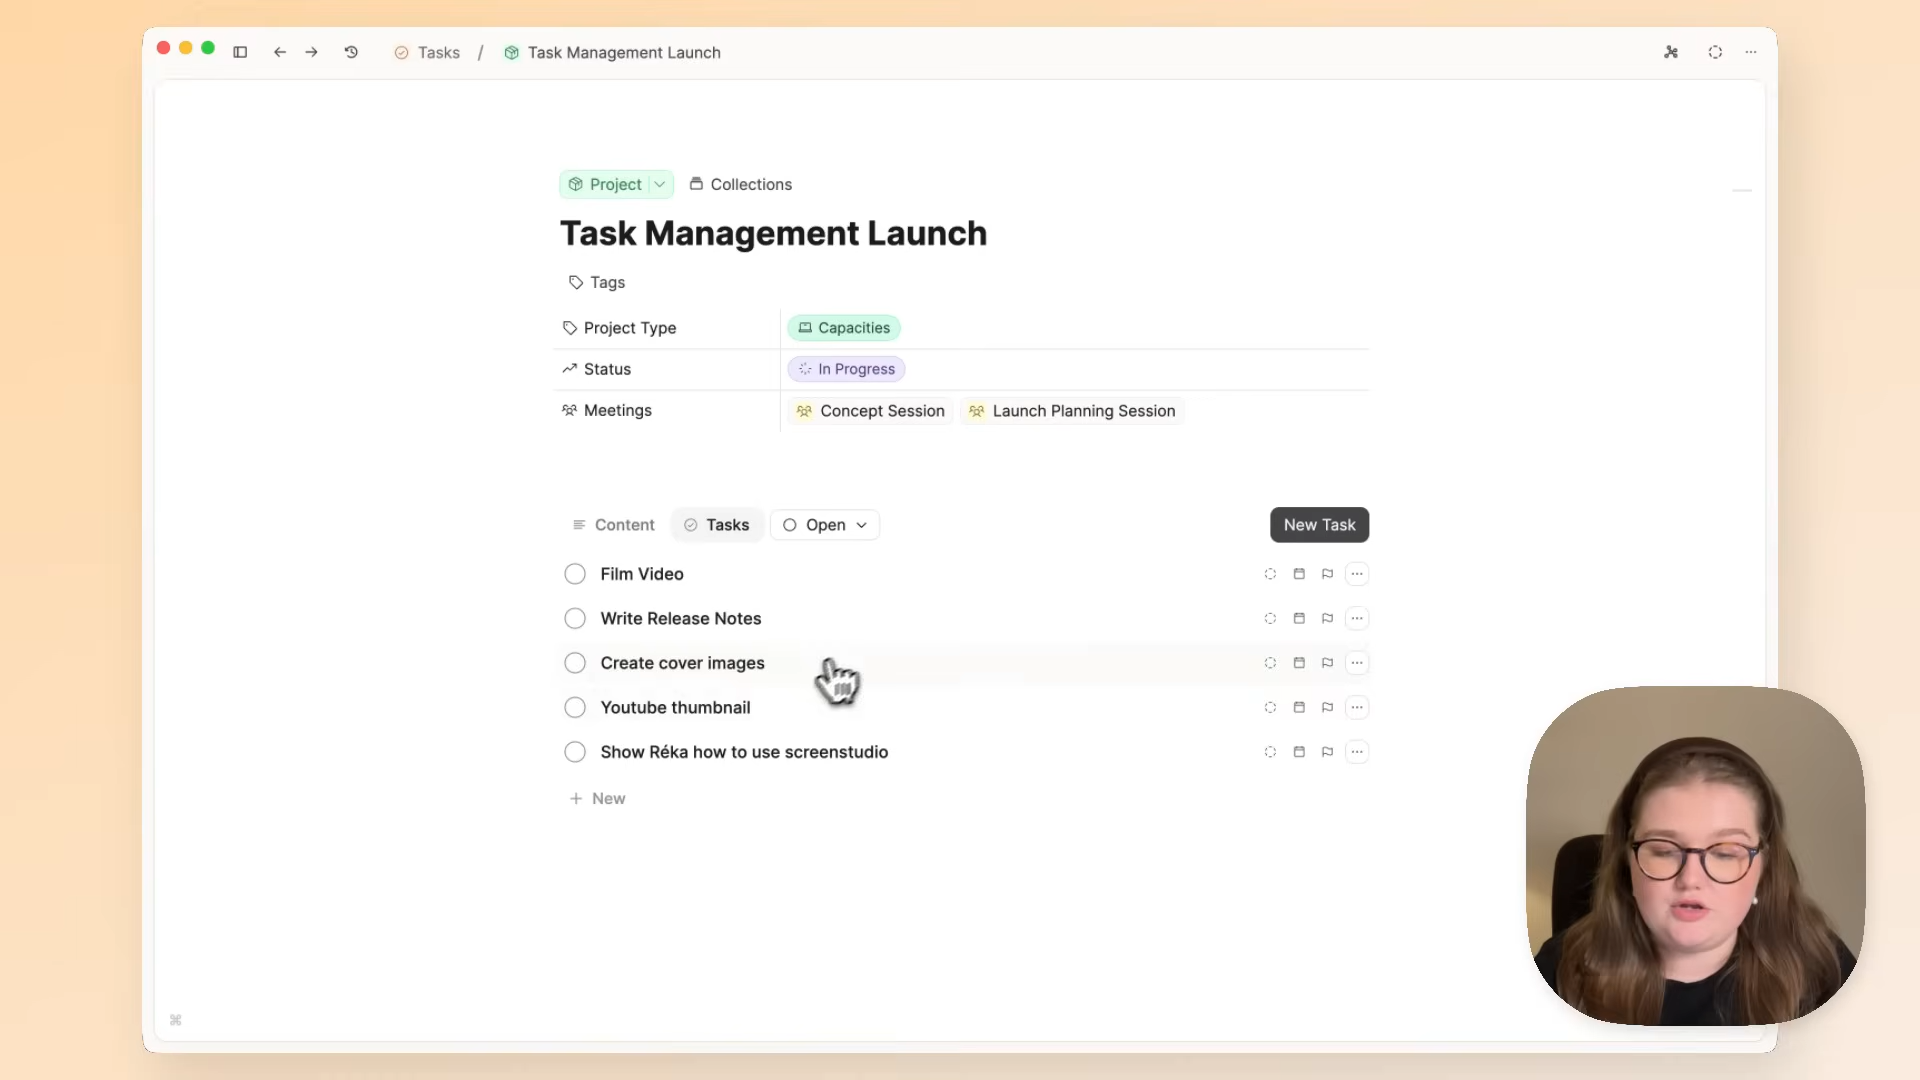 Tasks / Task Management Launch
Project Collections
Task Management Launch
Tags
Project Type Capacities
Status In Progress
Meetings Concept Session Launch Planning Session
Content Tasks Open New Task
Film Video
Write Release Notes
Create cover images
Youtube thumbnail
Show Réka how to use screenstudio
+ New
⌘